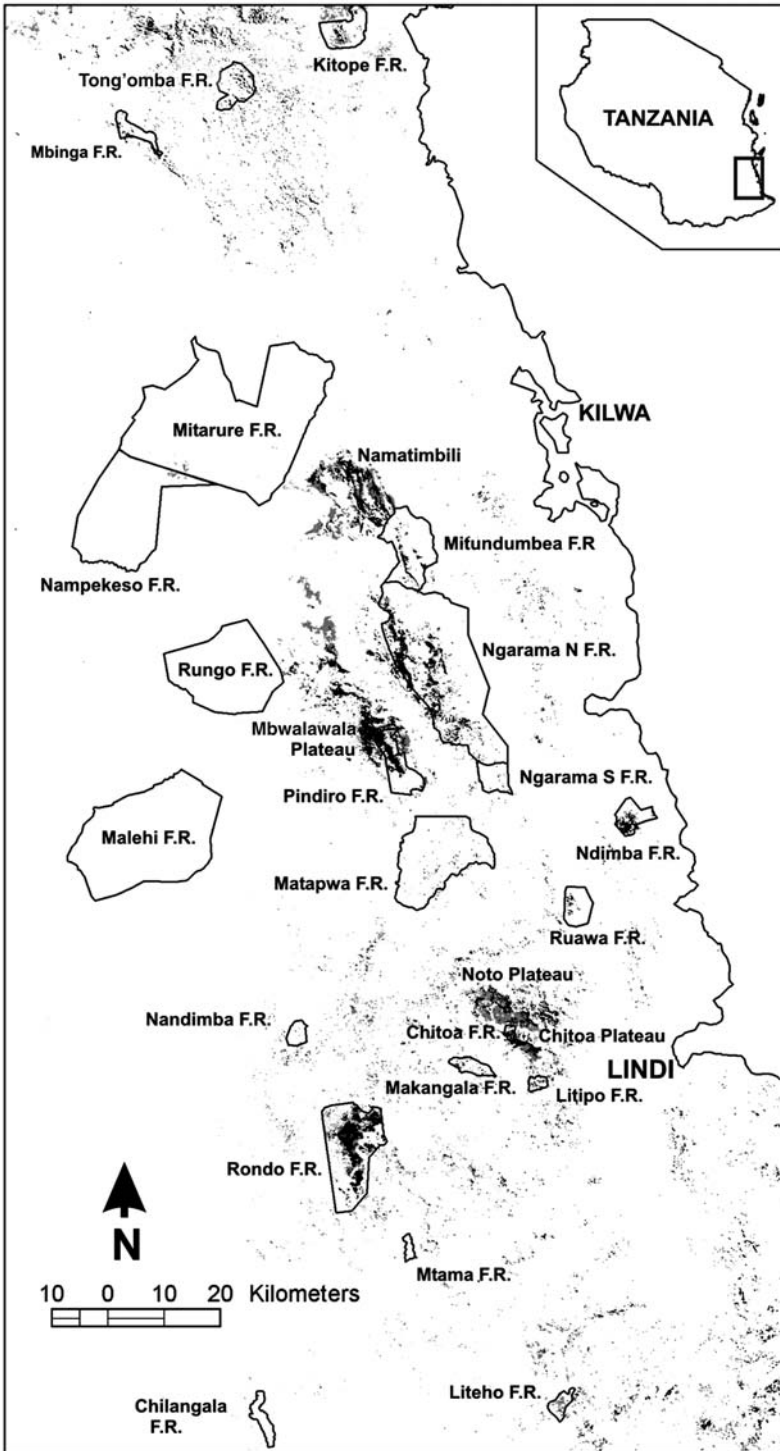 Kitope F.R.
Tong'omba F.R.
TANZANIA
Mbinga F.R.
KILWA
Mitarure F.R.
Namatimbili
Mitundumbea F.R
Nampekeso F.R.
Ngarama N F.R.
Rungo F.R.
Mbwalawala
Plateau
Ngarama S F.R.
Pindiro F.R.
Malehi F.R.
Ndimba F.R.
Matapwa F.R.
Ruawa F.R.
Noto Plateau
Nandimba F.R.
Chitoa F.R.
Chitoa Plateau
LINDI
Makangala F.R.
Litipo F.R.
Rondo F.R.
N
Mtama F.R.
10 0 10 20 Kilometers
Liteho F.R.
Chilangala
F.R.